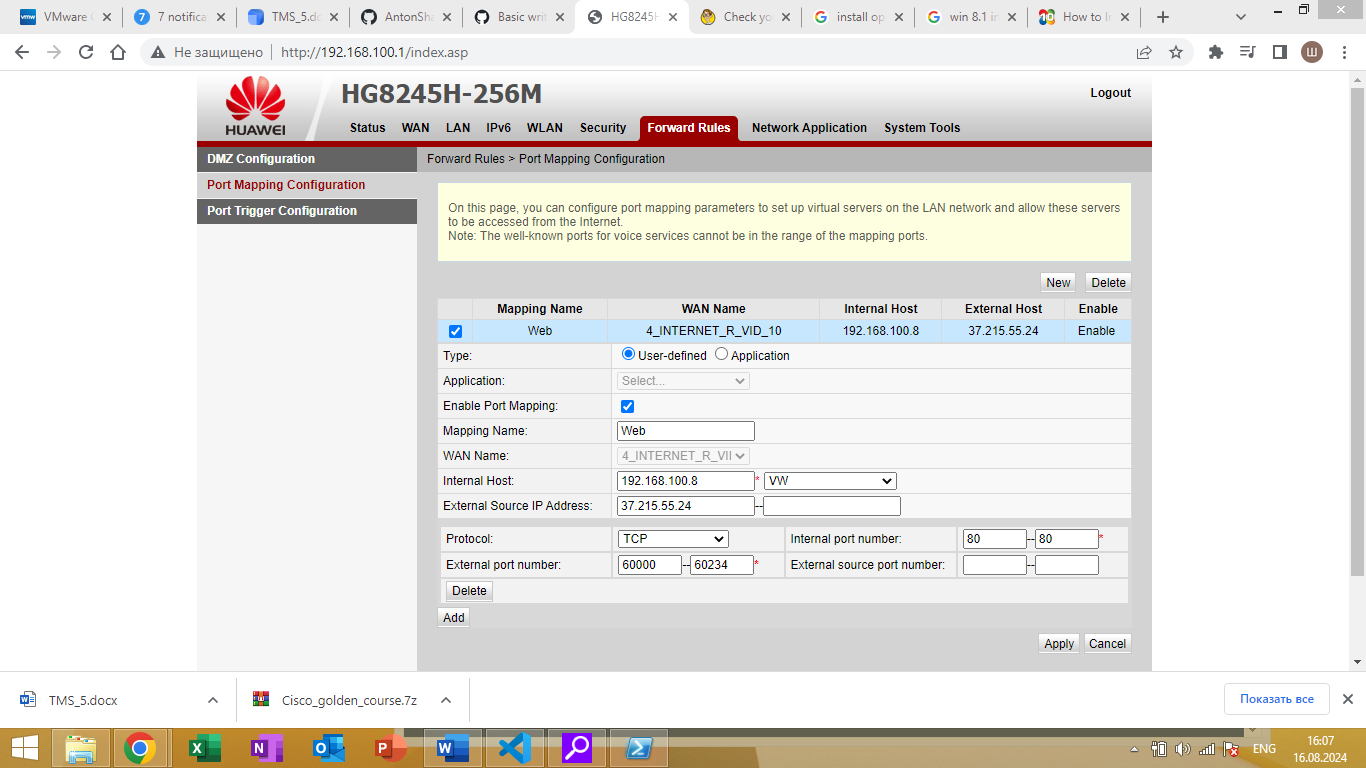 VMware
7 notifica
TMS_5.do
AntonSha
Basic writ
HG8245H
Check yo
install op
win 8.1 in
How to In
Не защищено http://192.168.100.1/index.asp
Ш
HUAWEI
HG8245H-256M
Logout
Status WAN LAN IPv6 WLAN Security Forward Rules Network Application System Tools
DMZ Configuration
Port Mapping Configuration
Port Trigger Configuration
Forward Rules > Port Mapping Configuration
On this page, you can configure port mapping parameters to set up virtual servers on the LAN network and allow these servers
to be accessed from the Internet.
Note: The well-known ports for voice services cannot be in the range of the mapping ports.
New Delete
Mapping Name WAN Name Internal Host External Host Enable
Web 4_INTERNET_R_VID_10 192.168.100.8 37.215.55.24 Enable
Type: User-defined Application
Application: Select...
Enable Port Mapping:
Mapping Name: Web
WAN Name: 4_INTERNET_R_VII
Internal Host: 192.168.100.8 * VW
External Source IP Address: 37.215.55.24 --
Protocol: TCP Internal port number: 80 -- 80 *
External port number: 60000 -- 60234 * External source port number: --
Delete
Add
Apply Cancel
TMS_5.docx
Cisco_golden_course.7z
Показать все
ENG
16:07
16.08.2024